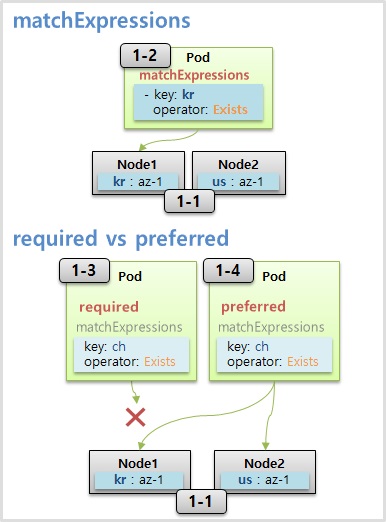 matchExpressions
1-2
Pod
matchExpressions
- key: kr
operator: Exists
Node1
kr : az-1
Node2
us : az-1
1-1
required vs preferred
1-3
Pod
required
matchExpressions
key: ch
operator: Exists
1-4
Pod
preferred
matchExpressions
key: ch
operator: Exists
Node1
kr : az-1
Node2
us : az-1
1-1